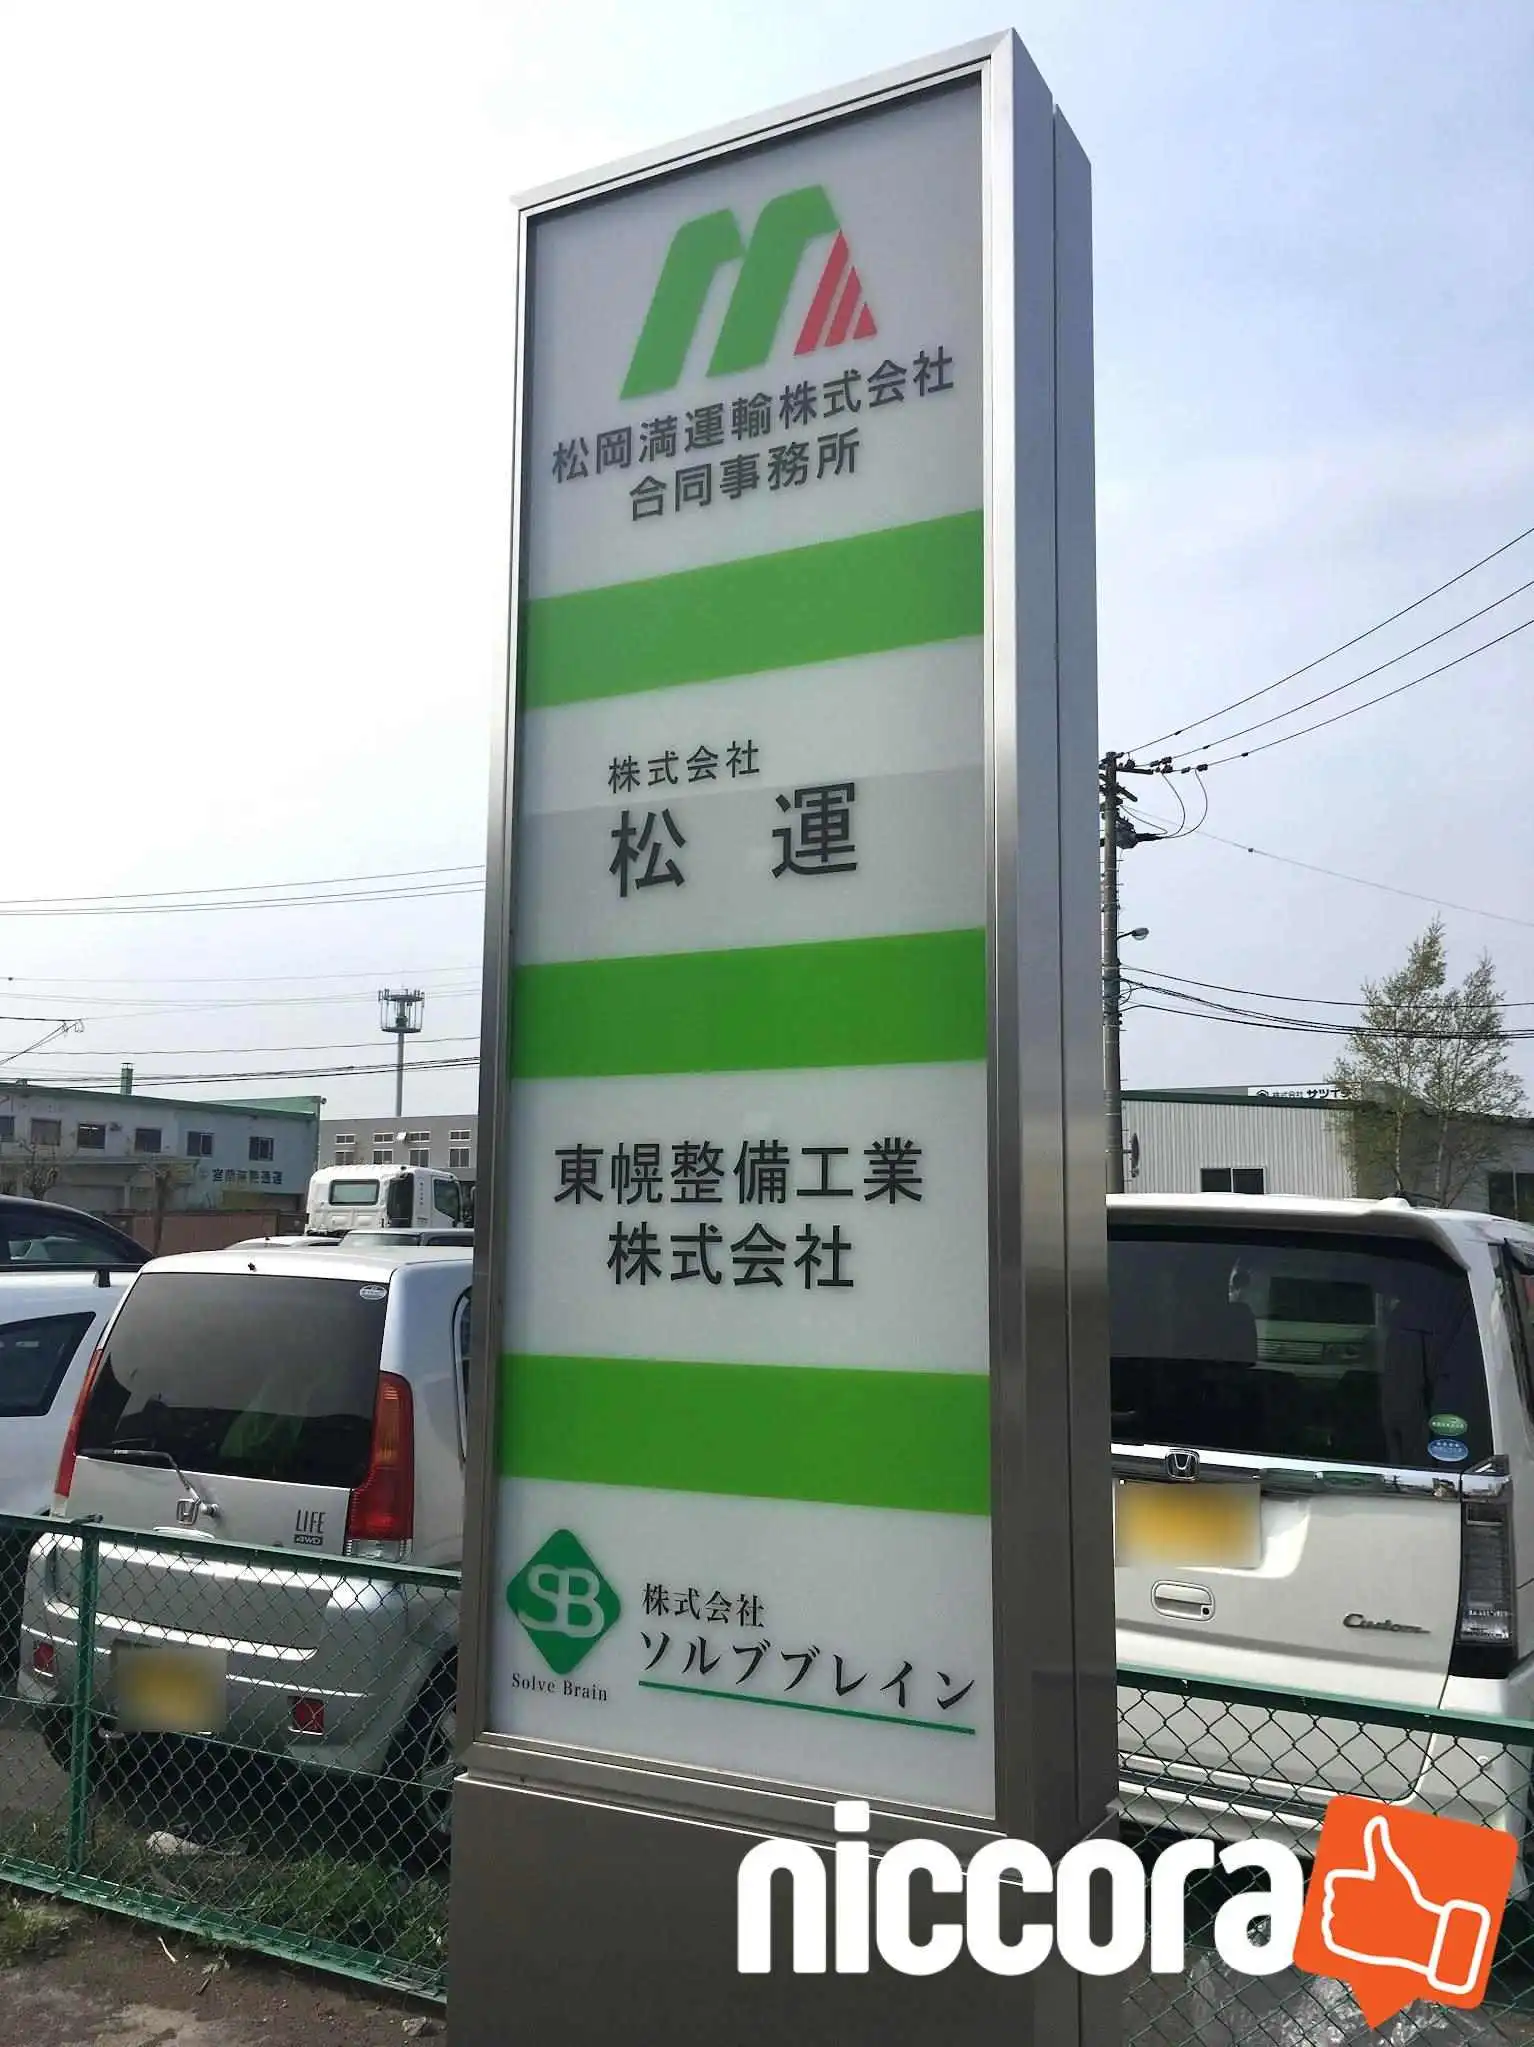 松岡満運輸株式会社
合同事務所
株式会社
松 運
東幌整備工業
株式会社
SB
Solve Brain
株式会社
ソルブブレイン
LIFE
4WD
Custom
niccora